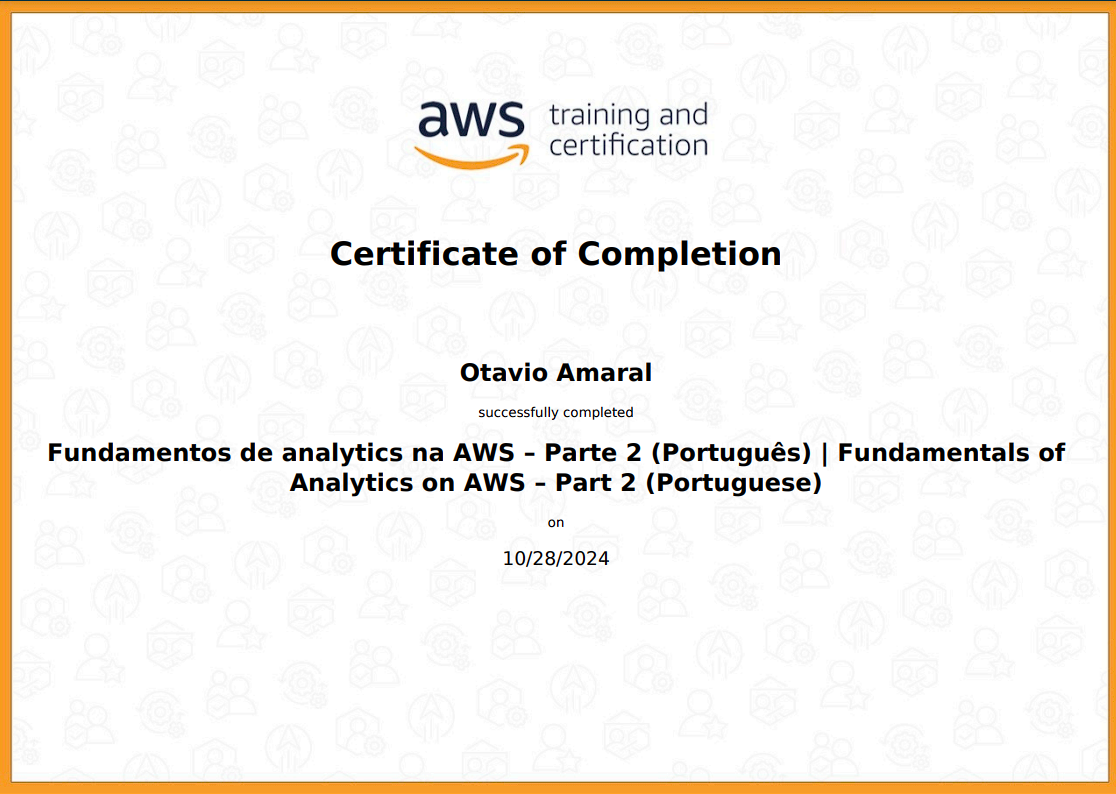 aws training and
certification
Certificate of Completion
Otavio Amaral
successfully completed
Fundamentos de analytics na AWS – Parte 2 (Português) | Fundamentals of
Analytics on AWS – Part 2 (Portuguese)
on
10/28/2024